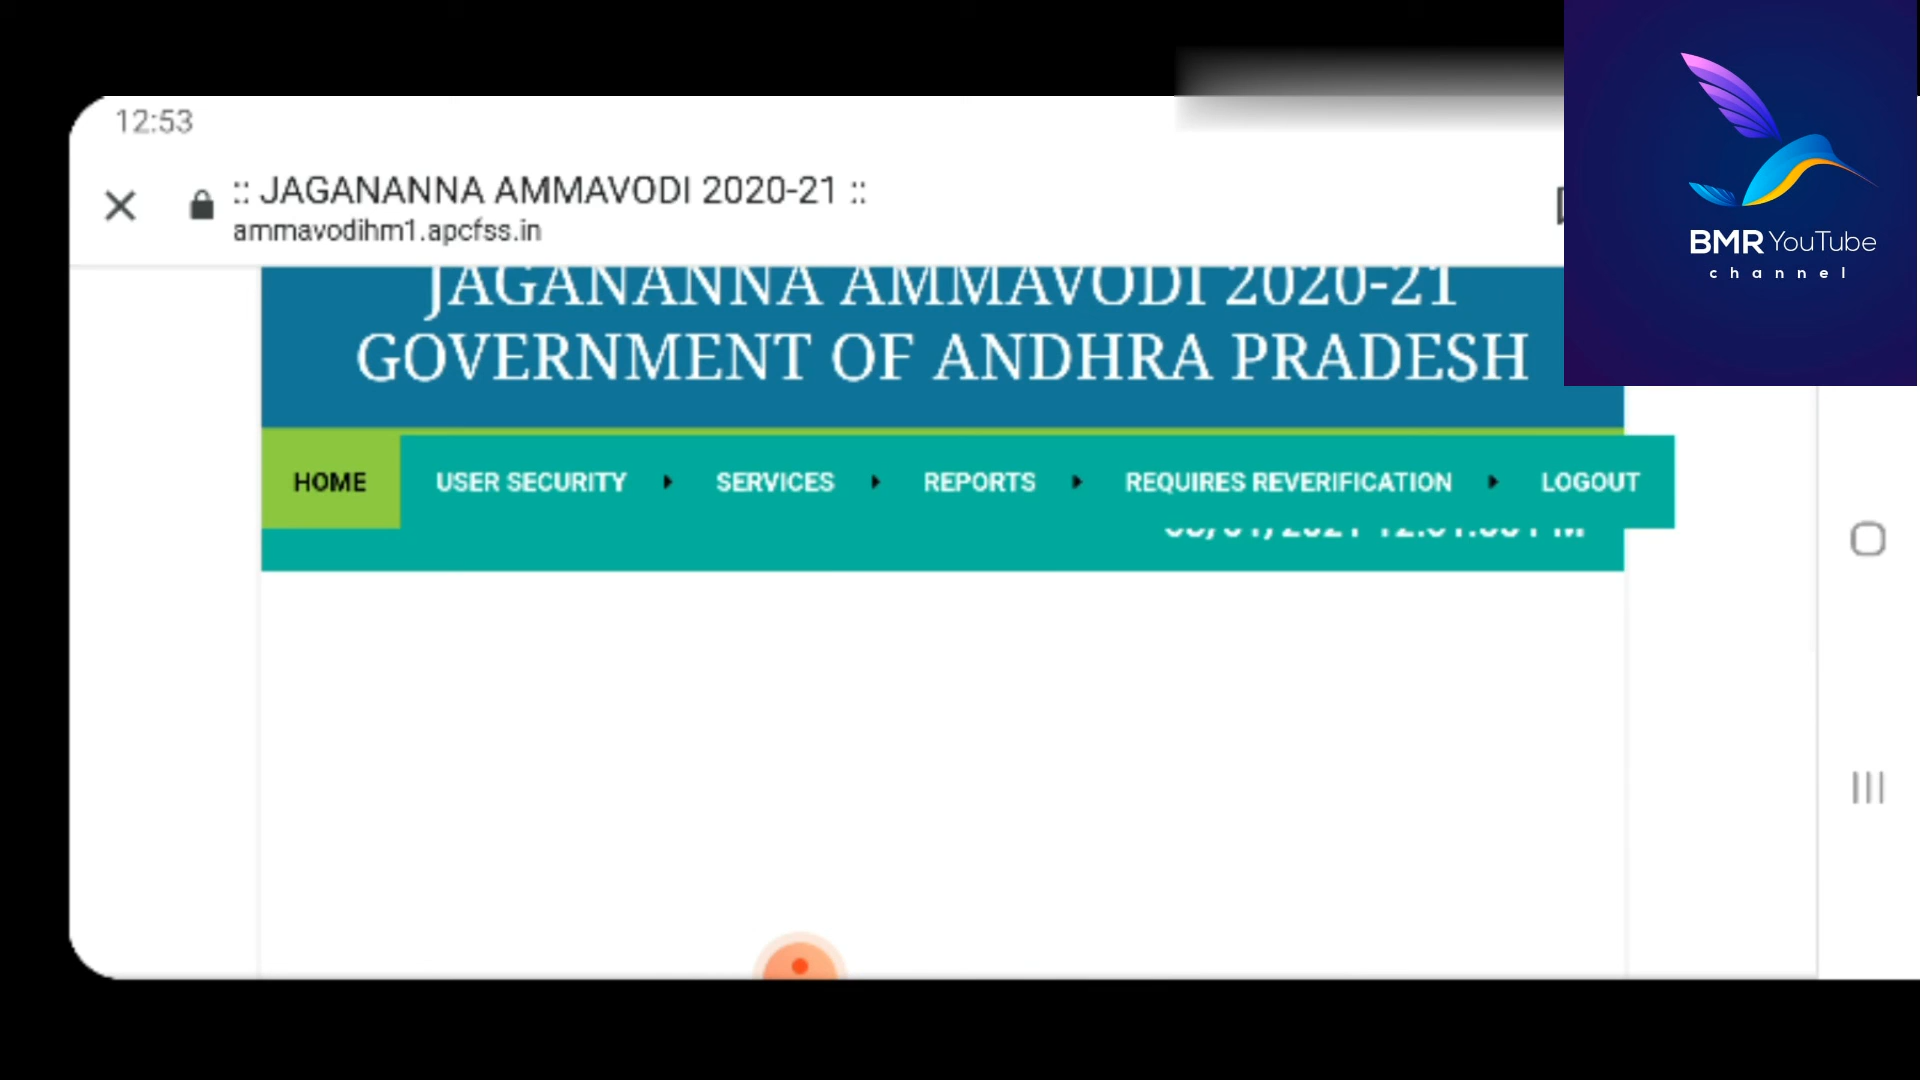 12:53
:: JAGANANNA AMMAVODI 2020-21 ::
ammavodihm1.apcfss.in
BMR YouTube
channel
JAGANANNA AMMAVODI 2020-21
GOVERNMENT OF ANDHRA PRADESH
HOME USER SECURITY SERVICES REPORTS REQUIRES REVERIFICATION LOGOUT